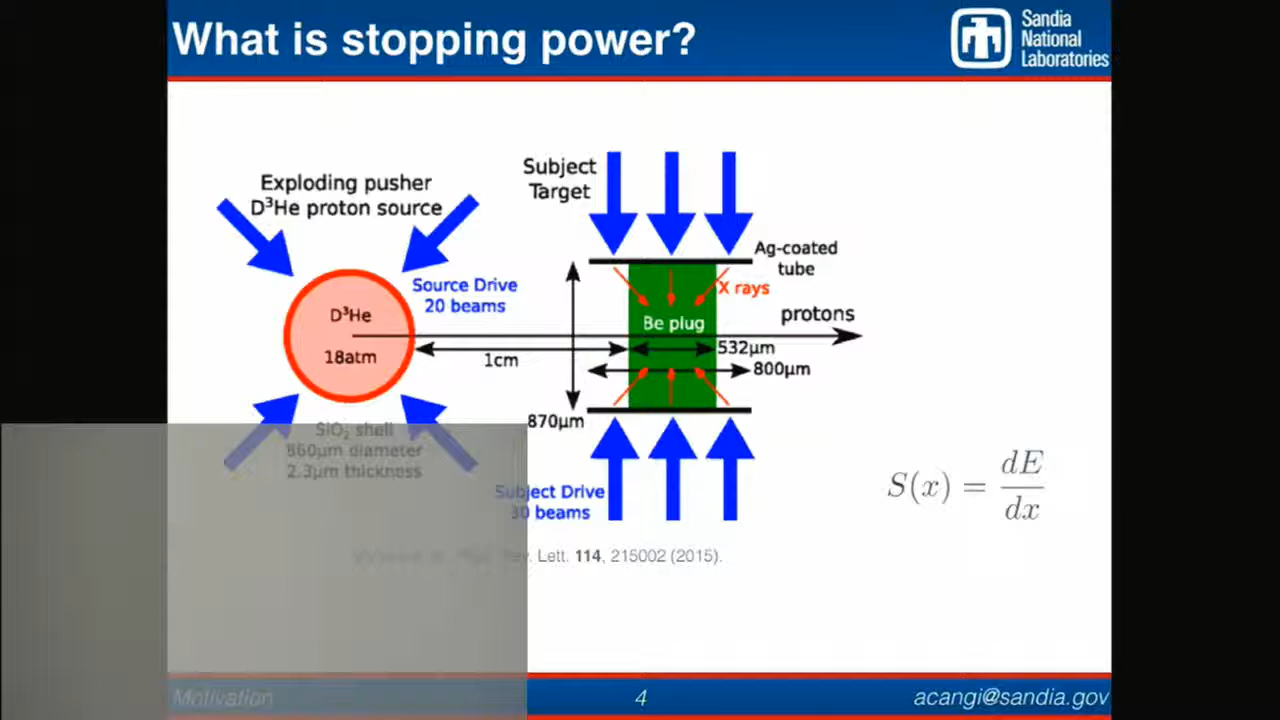 What is stopping power?
Sandia
National
Laboratories
Exploding pusher
D³He proton source
Subject
Target
Source Drive
20 beams
D³He
18atm
1cm
Ag-coated
tube
X rays
Be plug
protons
532µm
800µm
870µm
SiO₂ shell
860µm diameter
2.3µm thickness
Subject Drive
30 beams
S(x) = dE/dx
Rev. Lett. 114, 215002 (2015).
Motivation
4
acangi@sandia.gov